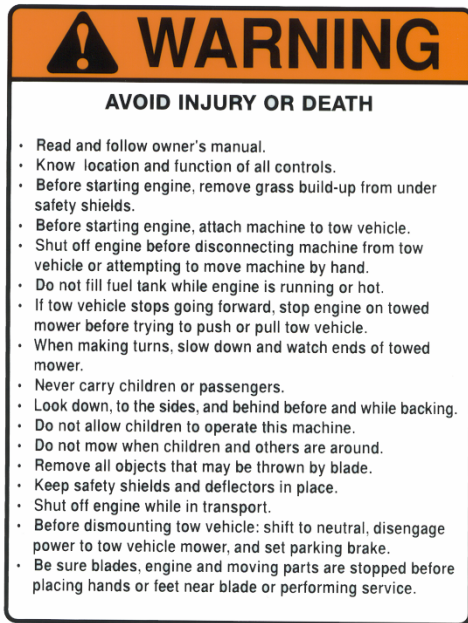 WARNING
AVOID INJURY OR DEATH
• Read and follow owner's manual.
• Know location and function of all controls.
• Before starting engine, remove grass build-up from under
safety shields.
• Before starting engine, attach machine to tow vehicle.
• Shut off engine before disconnecting machine from tow
vehicle or attempting to move machine by hand.
• Do not fill fuel tank while engine is running or hot.
• If tow vehicle stops going forward, stop engine on towed
mower before trying to push or pull tow vehicle.
• When making turns, slow down and watch ends of towed
mower.
• Never carry children or passengers.
• Look down, to the sides, and behind before and while backing.
• Do not allow children to operate this machine.
• Do not mow when children and others are around.
• Remove all objects that may be thrown by blade.
• Keep safety shields and deflectors in place.
• Shut off engine while in transport.
• Before dismounting tow vehicle: shift to neutral, disengage
power to tow vehicle mower, and set parking brake.
• Be sure blades, engine and moving parts are stopped before
placing hands or feet near blade or performing service.